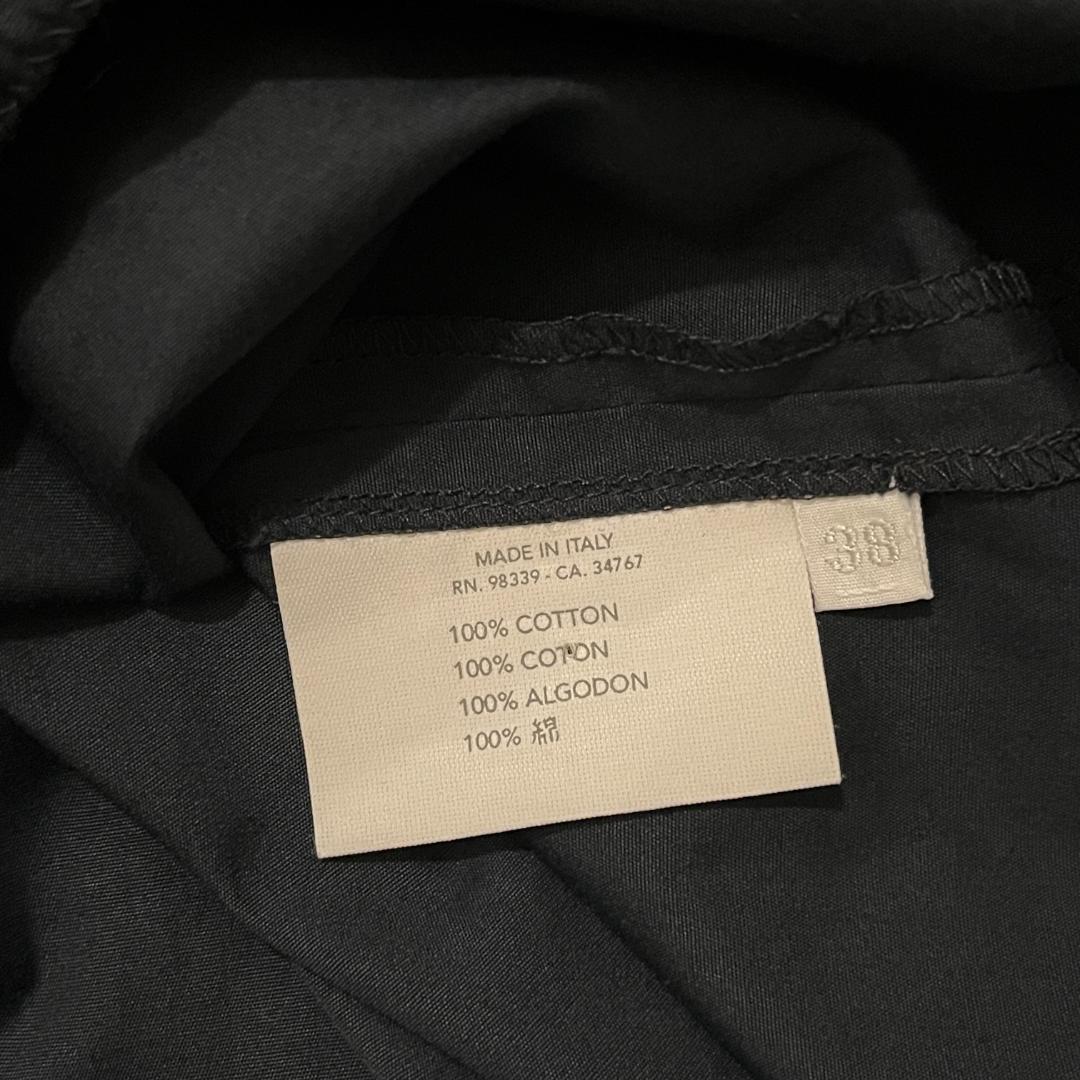 MADE IN ITALY
RN. 98339 - CA. 34767
100% COTTON
100% COTON
100% ALGODON
100% 綿
38